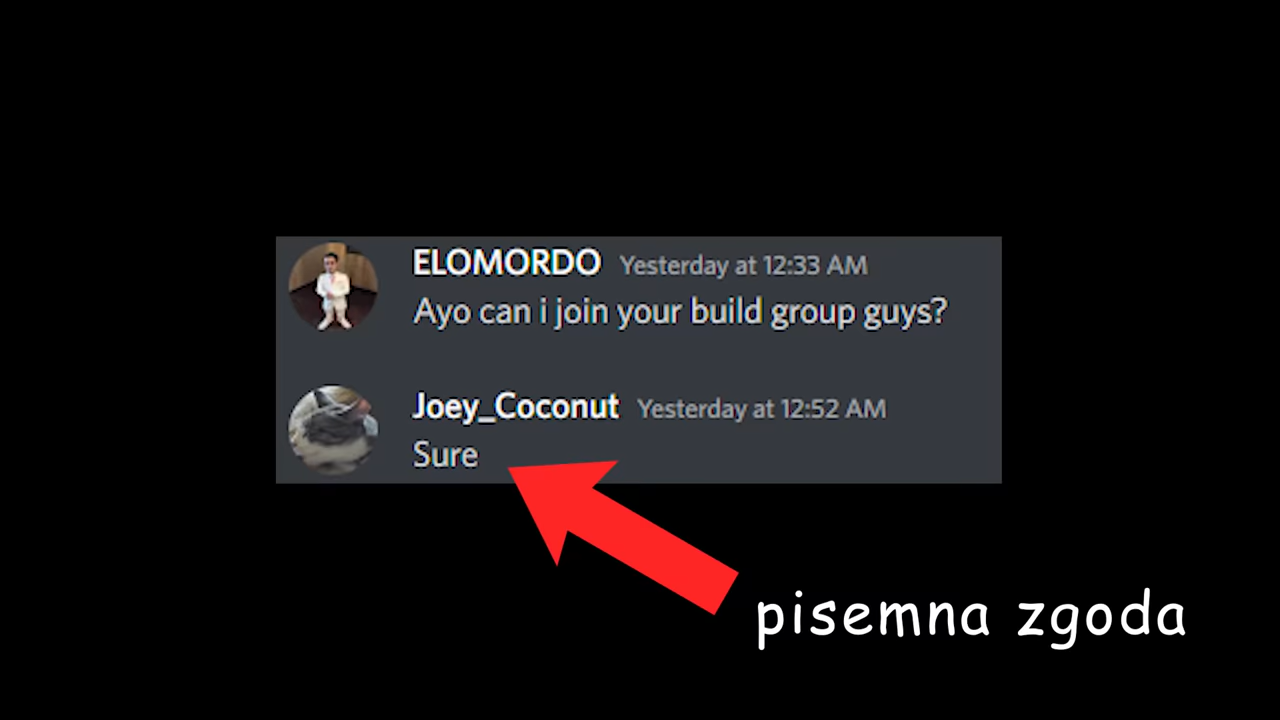 ELOMORDO Yesterday at 12:33 AM
Ayo can i join your build group guys?
Joey_Coconut Yesterday at 12:52 AM
Sure
pisemna zgoda